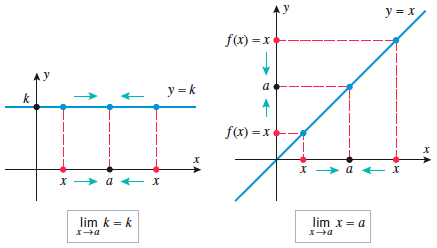 y
k
y = k
x
x a x
lim k = k
x→a
y
y = x
f(x) = x
a
f(x) = x
x
x a x
lim x = a
x→a